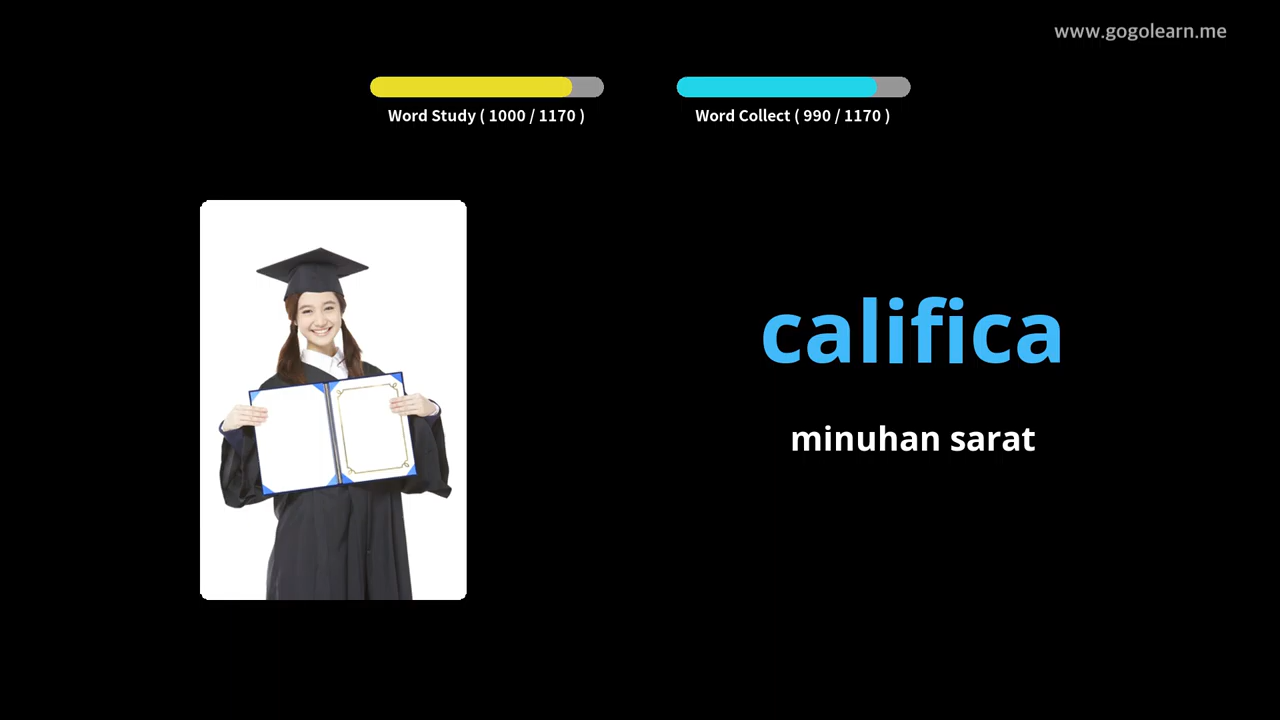 www.gogolearn.me
Word Study ( 1000 / 1170 )
Word Collect ( 990 / 1170 )
califica
minuhan sarat